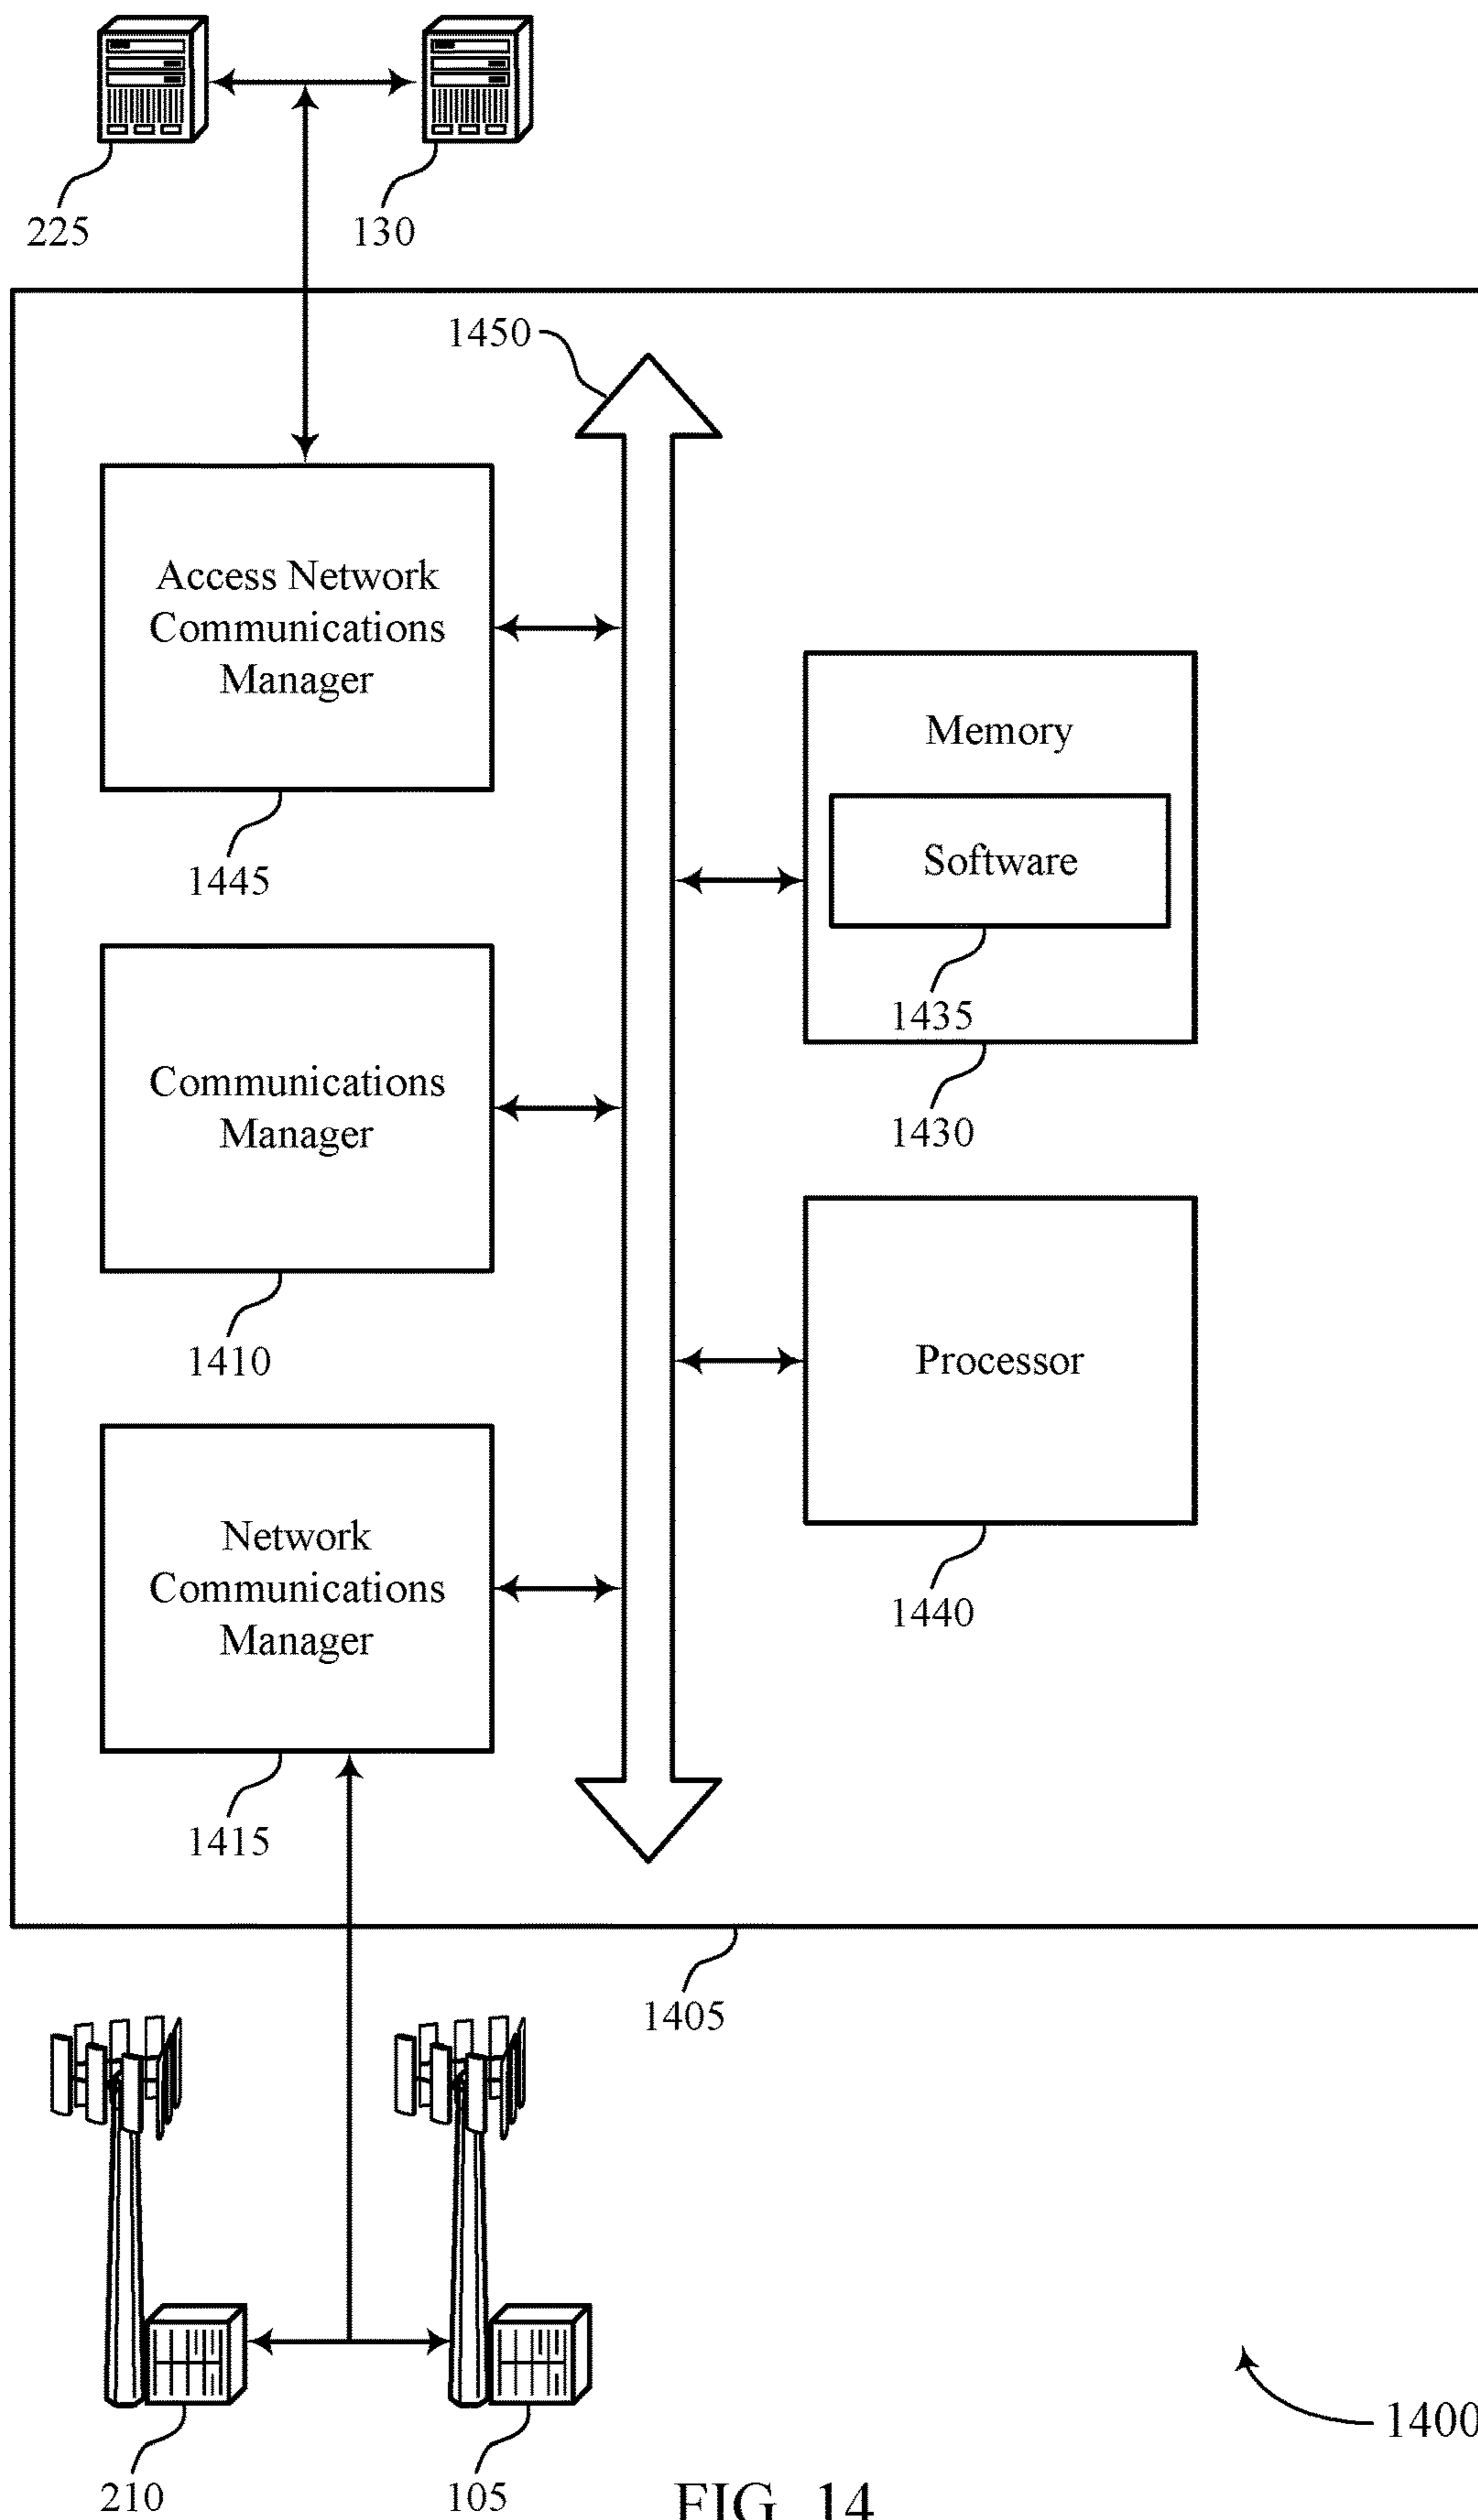 225
130
1450
Access Network
Communications
Manager
1445
Memory
Software
1435
1430
Communications
Manager
1410
Processor
1440
Network
Communications
Manager
1415
1405
210
105
1400
FIG. 14